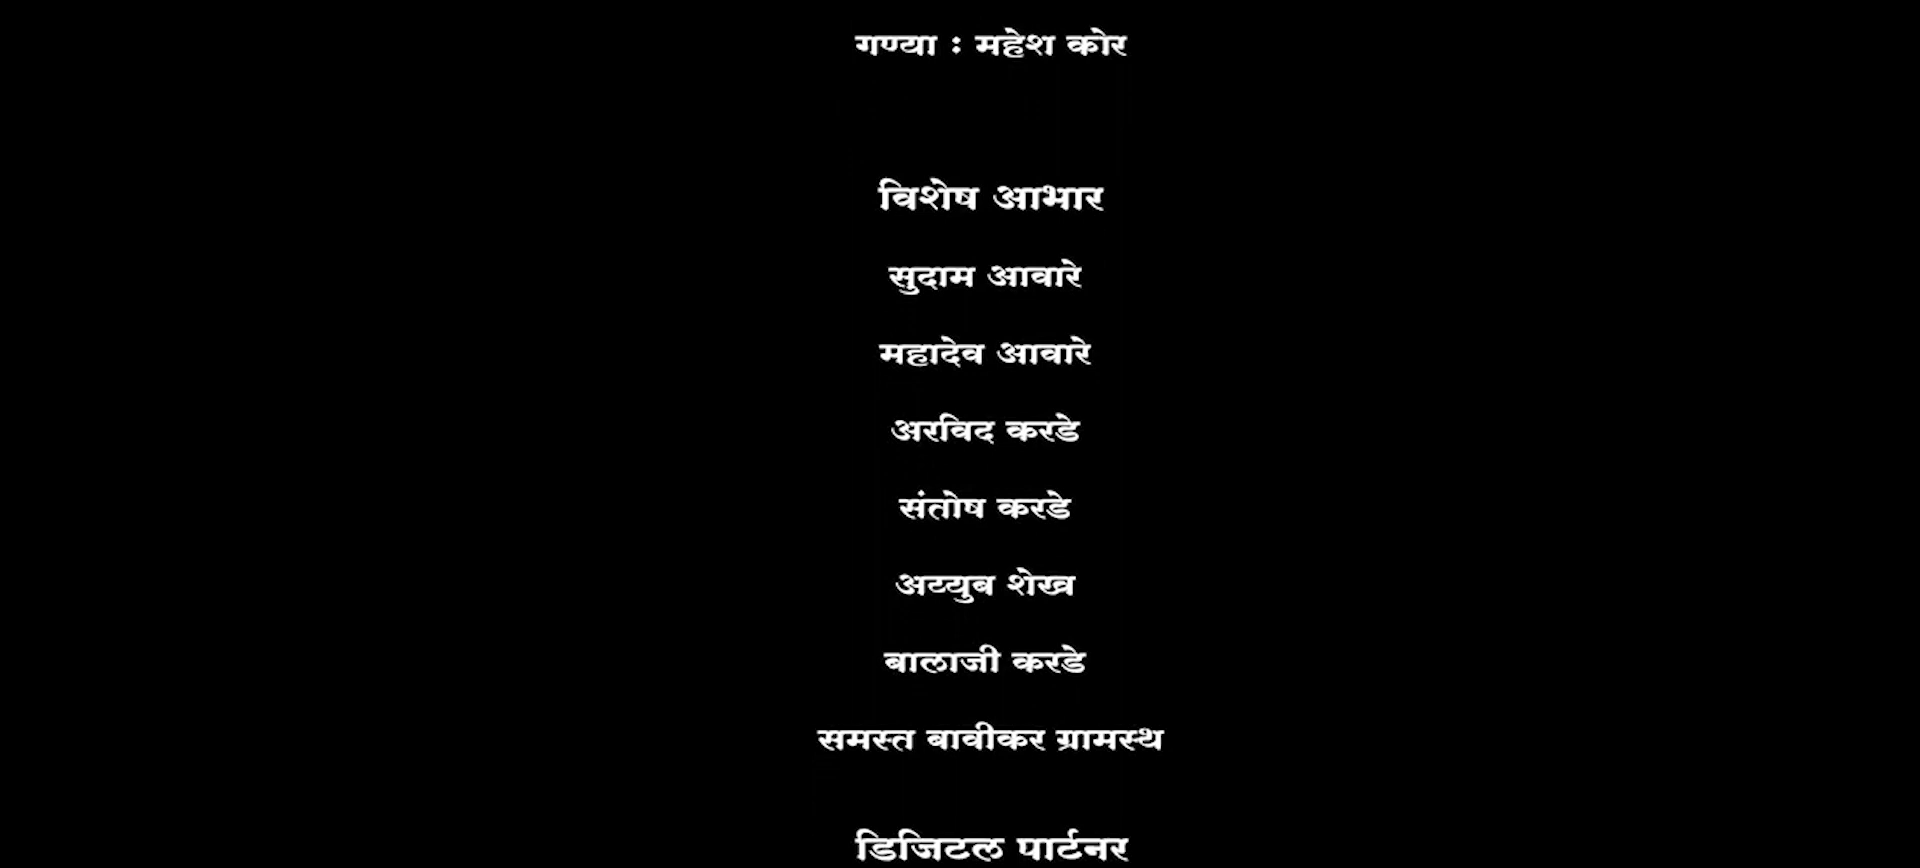 गण्या : महेश कोर
विशेष आभार
सुदाम आवारे
महादेव आवारे
अरविद करडे
संतोष करडे
अय्युब शेख
बालाजी करडे
समस्त बावीकर ग्रामस्थ
डिजिटल पार्टनर